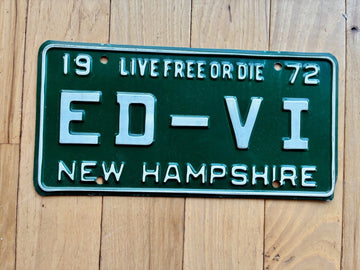 19 LIVE FREE OR DIE 72
ED-VI
NEW HAMPSHIRE